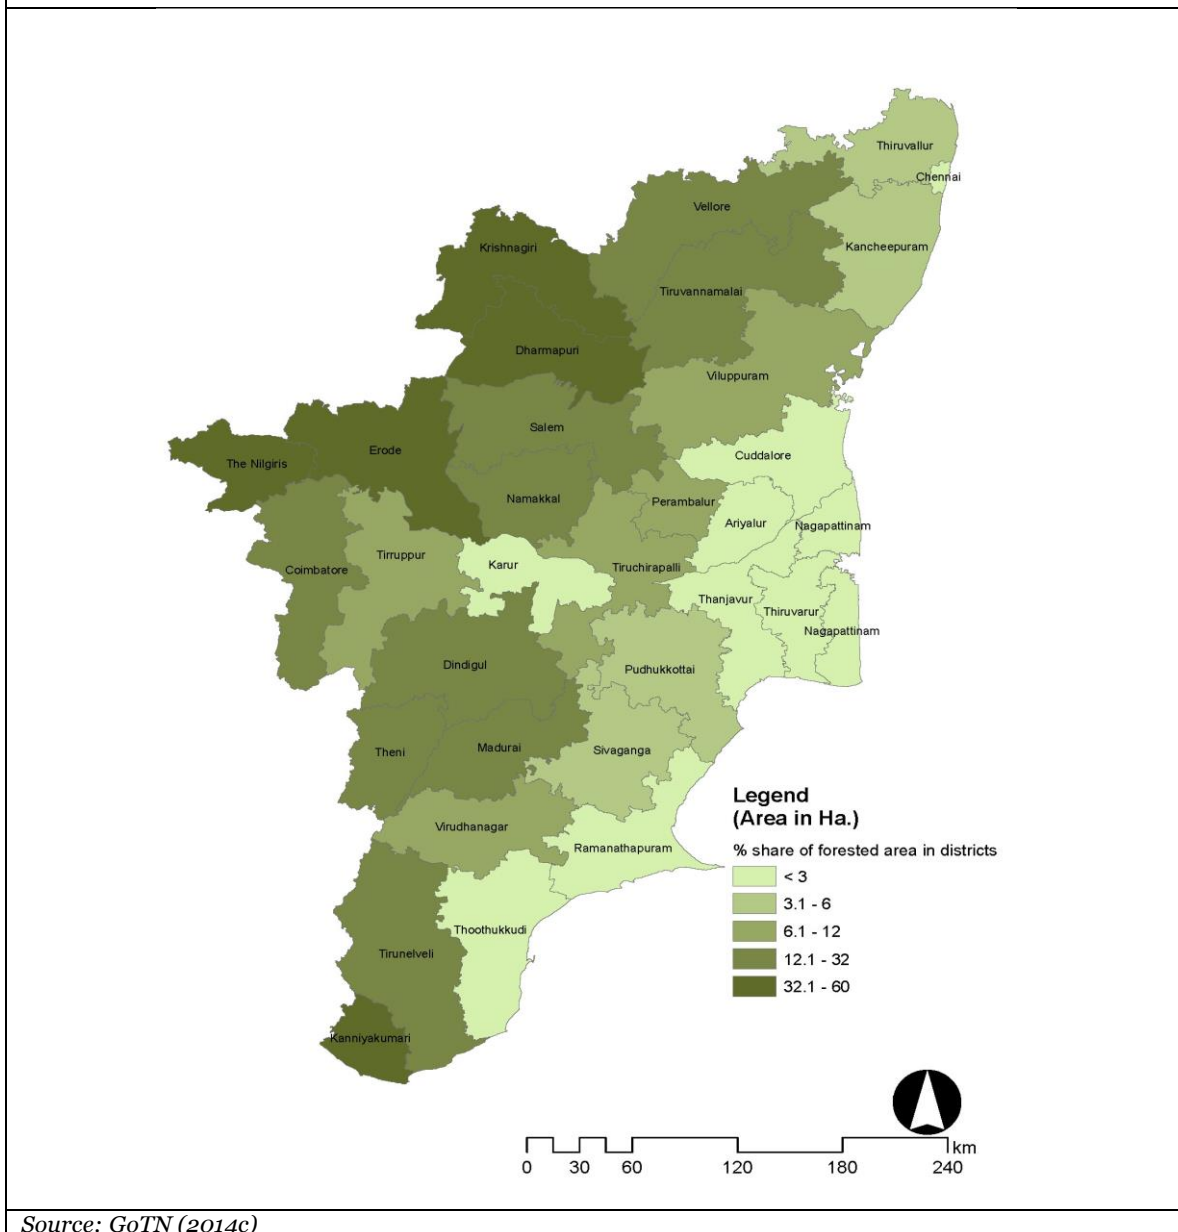 Thiruvallur
Chennai
Vellore
Kancheepuram
Krishnagiri
Tiruvannamalai
Dharmapuri
Viluppuram
Salem
Erode
Cuddalore
The Nilgiris
Namakkal
Perambalur
Ariyalur
Nagapattinam
Tirruppur
Karur
Coimbatore
Tiruchirapalli
Thanjavur
Thiruvarur
Nagapattinam
Dindigul
Pudhukkottai
Theni
Madurai
Sivaganga
Virudhanagar
Ramanathapuram
Thoothukkudi
Tirunelveli
Kanniyakumari
Legend
(Area in Ha.)
% share of forested area in districts
< 3
3.1 - 6
6.1 - 12
12.1 - 32
32.1 - 60
km
0 30 60 120 180 240
Source: GoTN (2014c)